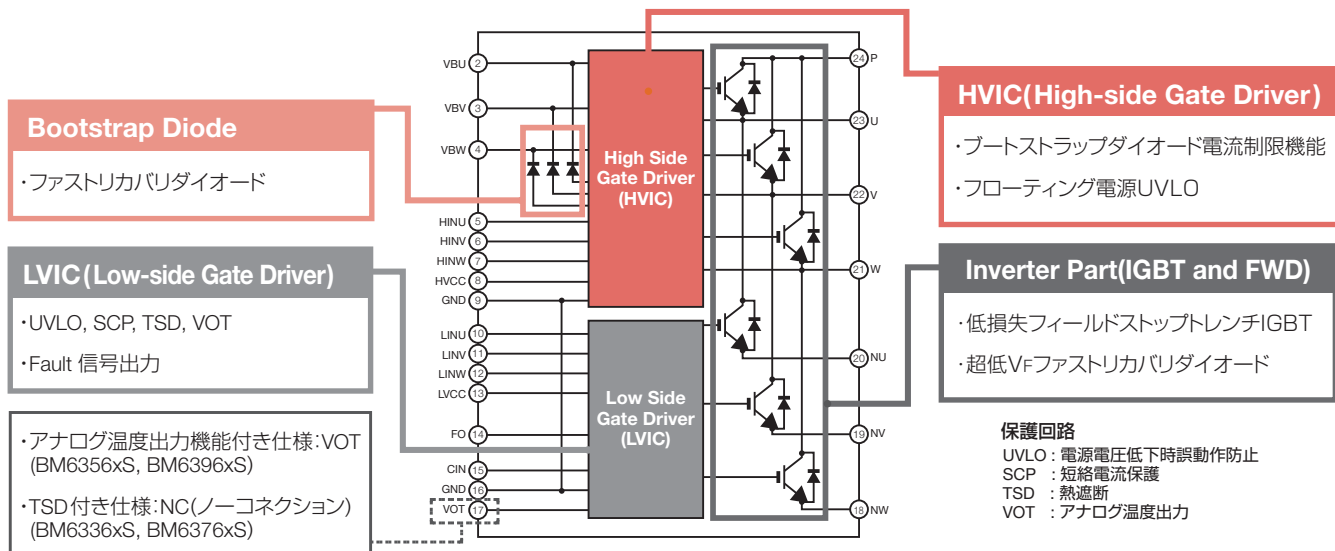 Bootstrap Diode
・ファストリカバリダイオード
LVIC(Low-side Gate Driver)
・UVLO, SCP, TSD, VOT
・Fault 信号出力
・アナログ温度出力機能付き仕様:VOT
(BM6356xS, BM6396xS)
・TSD付き仕様:NC(ノーコネクション)
(BM6336xS, BM6376xS)
VBU 2
VBV 3
VBW 4
HINU 5
HINV 6
HINW 7
HVCC 8
GND 9
LINU 10
LINV 11
LINW 12
LVCC 13
FO 14
CIN 15
GND 16
VOT 17
High Side
Gate Driver
(HVIC)
Low Side
Gate Driver
(LVIC)
24 P
23 U
22 V
21 W
20 NU
19 NV
18 NW
HVIC(High-side Gate Driver)
・ブートストラップダイオード電流制限機能
・フローティング電源UVLO
Inverter Part(IGBT and FWD)
・低損失フィールドストップトレンチIGBT
・超低VFファストリカバリダイオード
保護回路
UVLO : 電源電圧低下時誤動作防止
SCP : 短絡電流保護
TSD : 熱遮断
VOT : アナログ温度出力